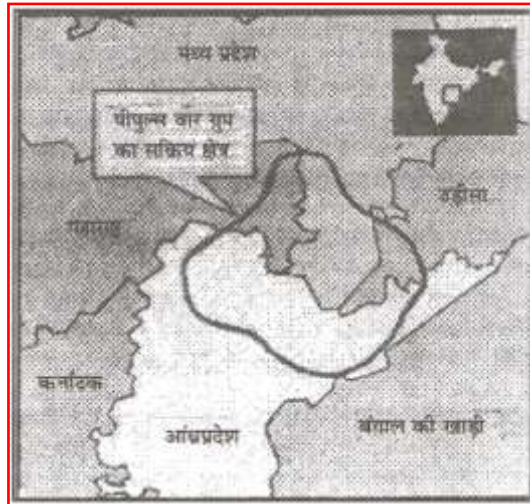 मध्य प्रदेश
पीपुल्स वार ग्रुप
का सक्रिय क्षेत्र
उड़ीसा
कर्नाटक
आंध्रप्रदेश
बंगाल की खाड़ी